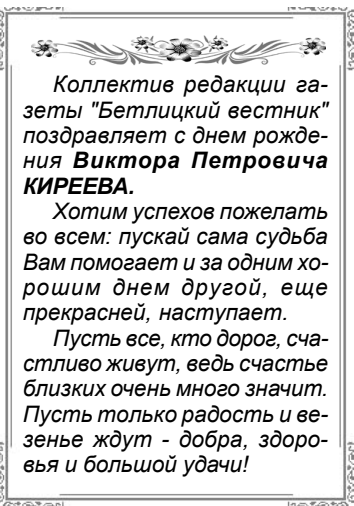 Коллектив редакции га-
зеты "Бетлицкий вестник"
поздравляет с днем рожде-
ния Виктора Петровича
КИРЕЕВА.
Хотим успехов пожелать
во всем: пускай сама судьба
Вам помогает и за одним хо-
рошим днем другой, еще
прекрасней, наступает.
Пусть все, кто дорог, сча-
стливо живут, ведь счастье
близких очень много значит.
Пусть только радость и ве-
зенье ждут - добра, здоро-
вья и большой удачи!